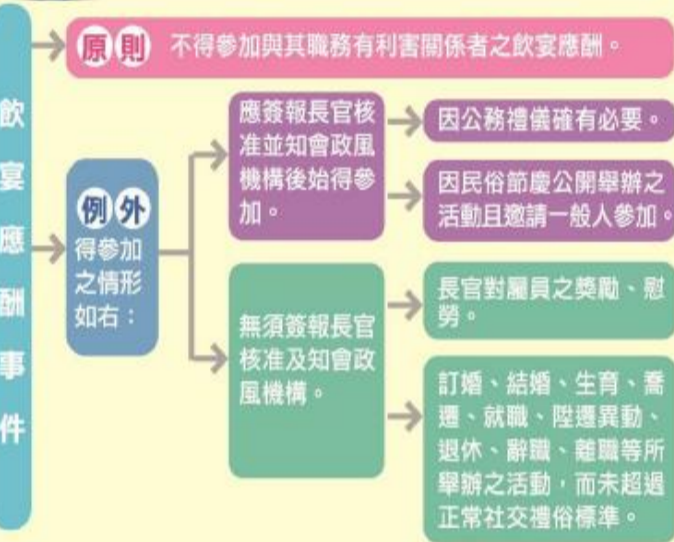 飲宴應酬事件
原則 不得參加與其職務有利害關係者之飲宴應酬。
例外
得參加
之情形
如右：
應簽報長官核
准並知會政風
機構後始得參
加。
因公務禮儀確有必要。
因民俗節慶公開舉辦之
活動且邀請一般人參加。
無須簽報長官
核准及知會政
風機構。
長官對屬員之獎勵、慰
勞。
訂婚、結婚、生育、喬
遷、就職、陞遷異動、
退休、辭職、離職等所
舉辦之活動，而未超過
正常社交禮俗標準。